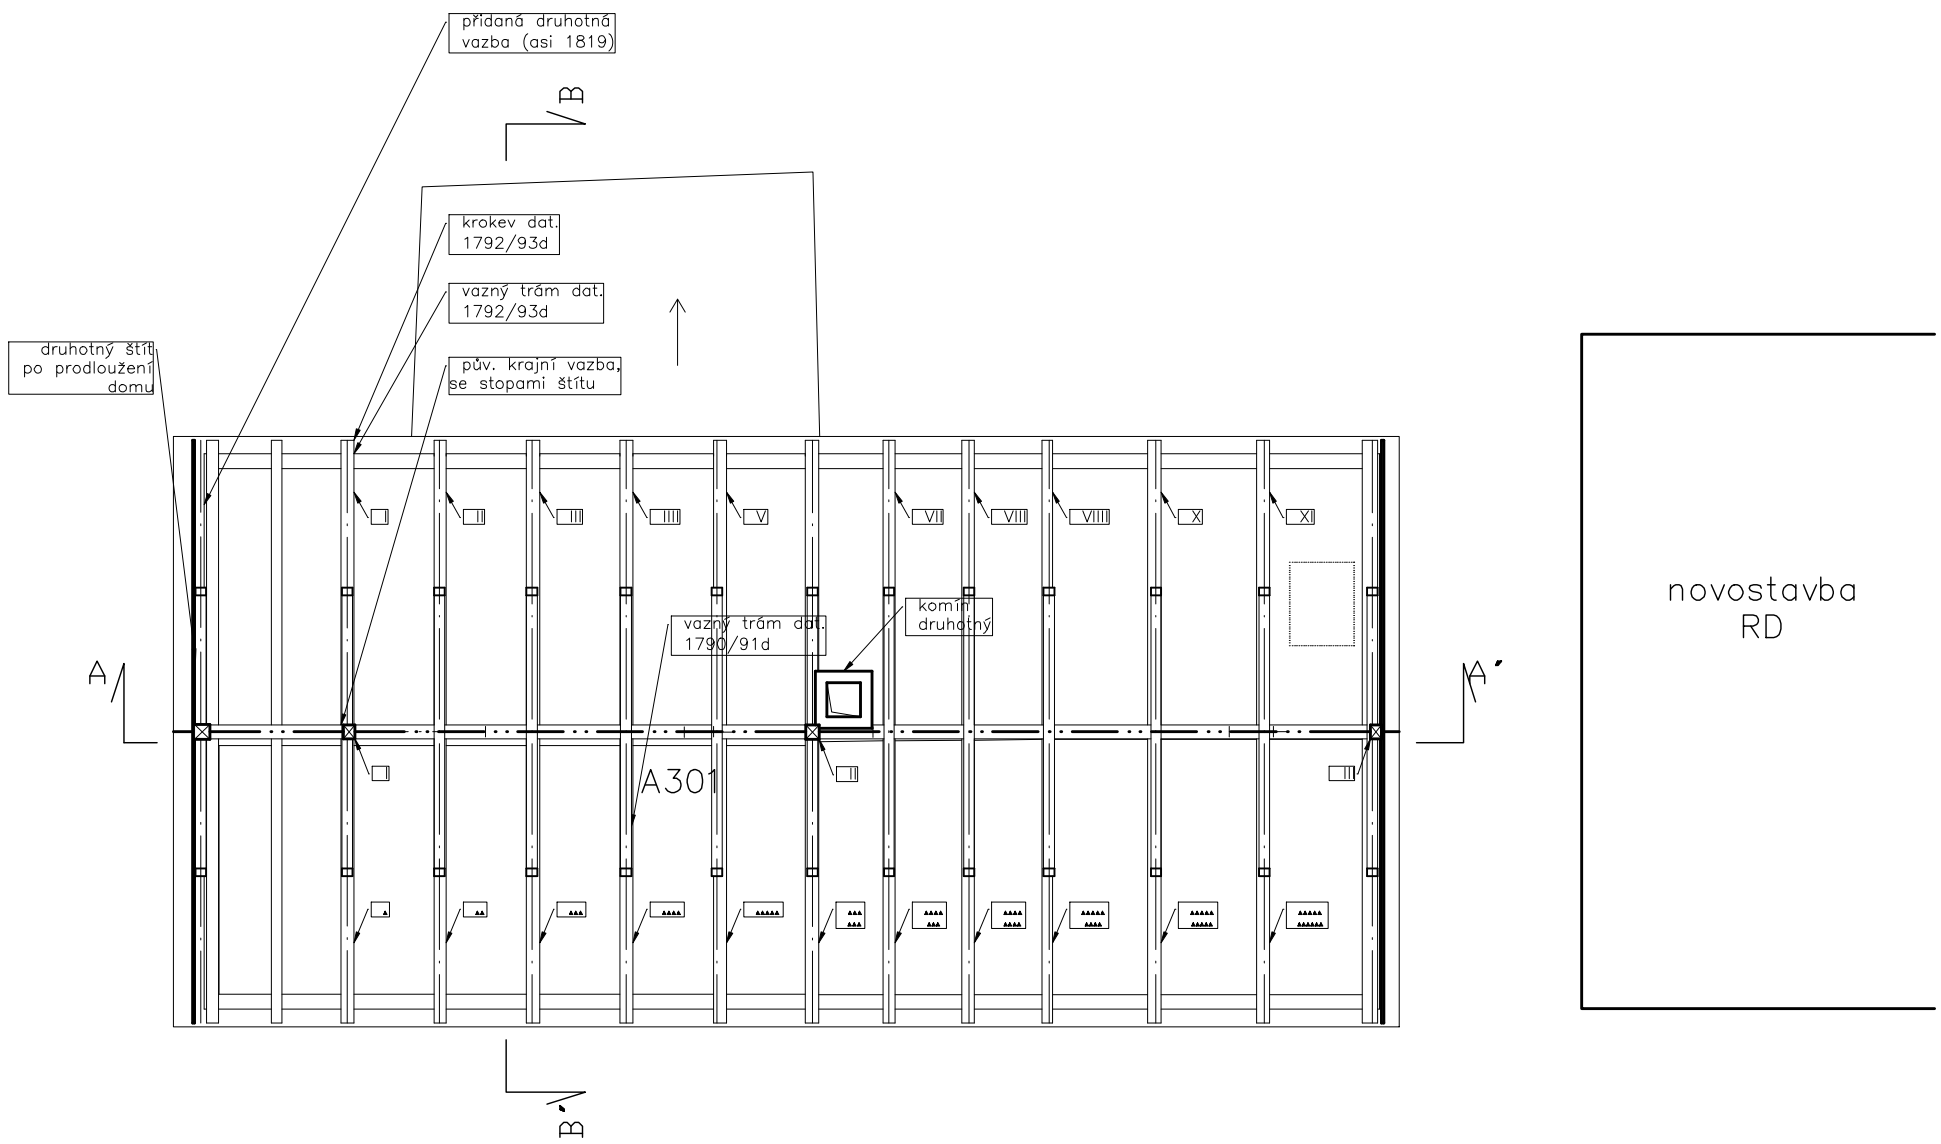 přidaná druhotná
vazba (asi 1819)
B
krokev dat.
1792/93d
vazný trám dat.
1792/93d
druhotný štít
po prodloužení
domu
pův. krajní vazba,
se stopami štítu
I
II
III
IIII
V
VII
VIII
VIIII
X
XI
novostavba
RD
komín
druhotný
vazný trám dat.
1790/91d
A
A'
I
A301
II
III
B'